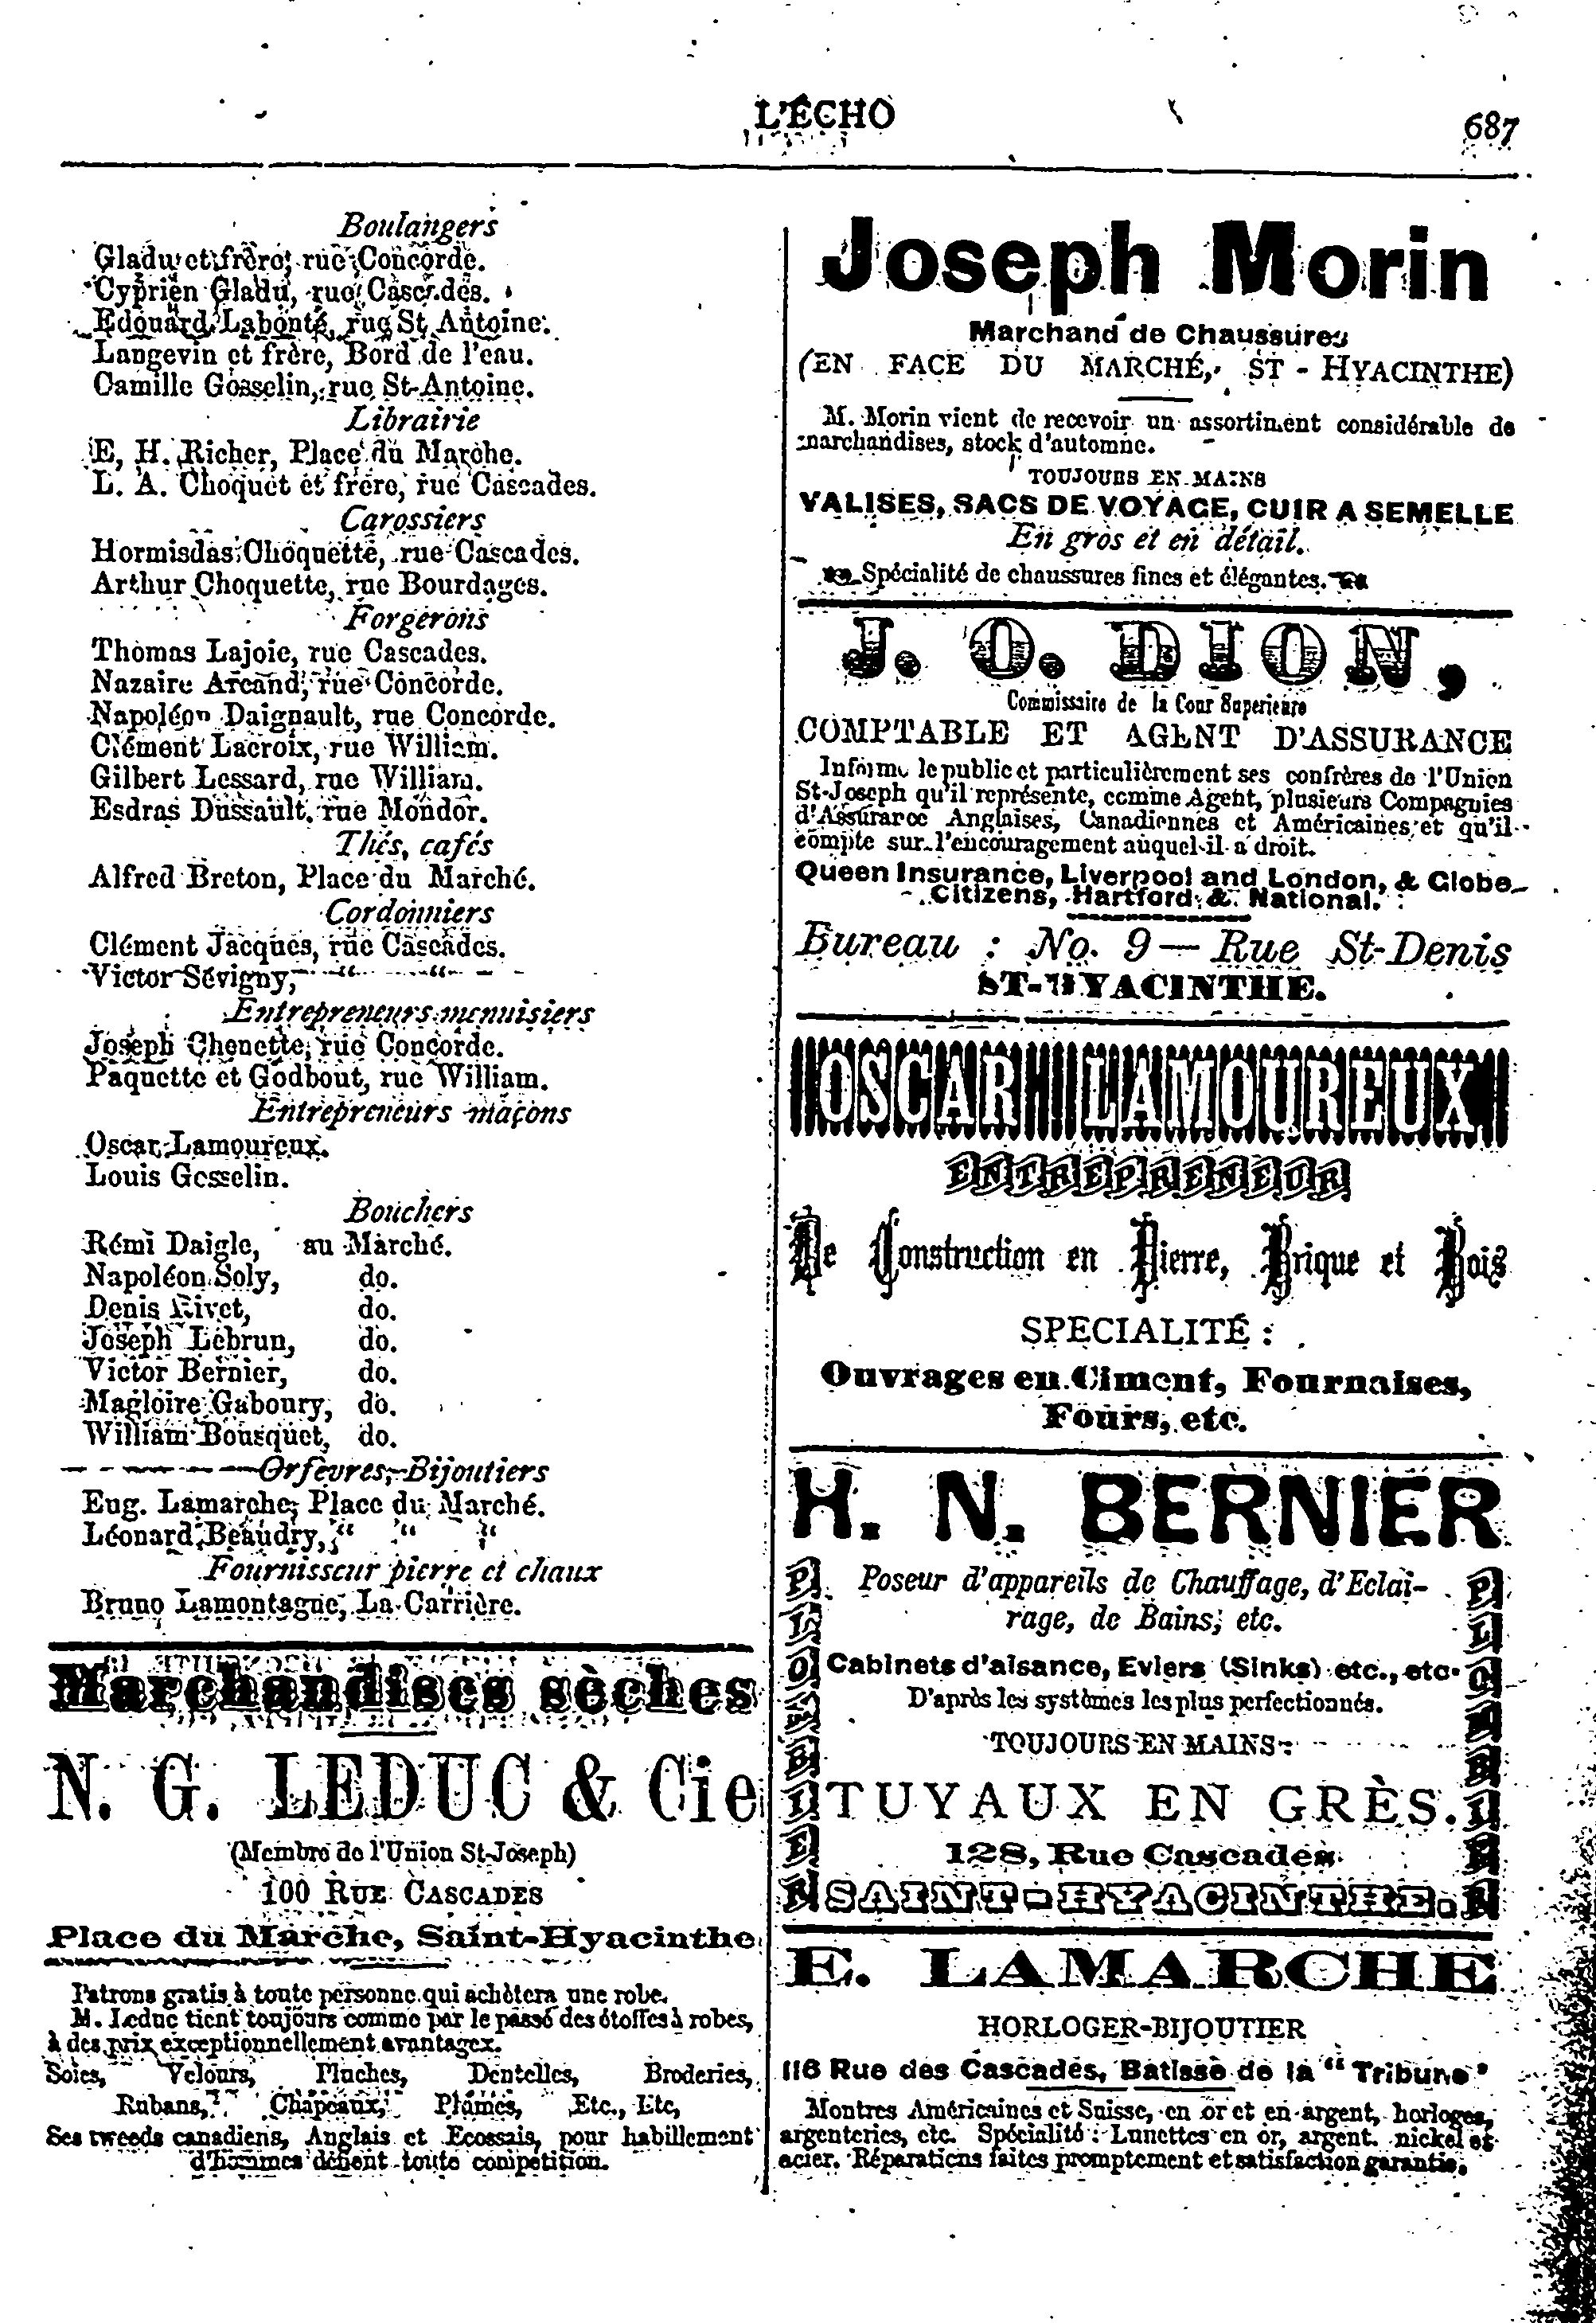 L'ÉCHO
687
Boulangers
Gladu et frère, rue Concorde.
Cyprien Gladu, rue Cascades.
Edouard Labonté, rue St Antoine.
Langevin et frère, Bord de l'eau.
Camille Gosselin, rue St-Antoine.
Librairie
E, H. Richer, Place du Marche.
L. A. Choquet et frère, rue Cascades.
Carossiers
Hormisdas Choquette, rue Cascades.
Arthur Choquette, rue Bourdages.
Forgerons
Thomas Lajoie, rue Cascades.
Nazaire Arcand, rue Concorde.
Napoléon Daignault, rue Concorde.
Clément Lacroix, rue William.
Gilbert Lessard, rue William.
Esdras Dussault, rue Mondor.
Thés, cafés
Alfred Breton, Place du Marché.
Cordonniers
Clément Jacques, rue Cascades.
Victor Sévigny, " "
Entrepreneurs menuisiers
Joseph Chenette, rue Concorde.
Paquette et Godbout, rue William.
Entrepreneurs maçons
Oscar Lamoureux.
Louis Gosselin.
Bouchers
Rémi Daigle, au Marché.
Napoléon Soly, do.
Denis Rivet, do.
Joseph Lebrun, do.
Victor Bernier, do.
Magloire Gaboury, do.
William Bousquet, do.
Orfèvres, Bijoutiers
Eug. Lamarche, Place du Marché.
Léonard Beaudry, " " "
Fournisseur pierre et chaux
Bruno Lamontagne, La Carrière.
Marchandises sèches
N. G. LEDUC & Cie
(Membre de l'Union St-Joseph)
100 RUE CASCADES
Place du Marche, Saint-Hyacinthe
Patrons gratis à toute personne qui achètera une robe.
M. Leduc tient toujours comme par le passé des étoffes à robes,
à des prix exceptionnellement avantagex.
Soies, Velours, Pluches, Dentelles, Broderies,
Rubans, Chapeaux, Plumes, Etc., Etc,
Ses tweeds canadiens, Anglais et Ecossais, pour habillement
d'hommes défient toute compétition.
Joseph Morin
Marchand de Chaussures
(EN FACE DU MARCHÉ, ST - HYACINTHE)
M. Morin vient de recevoir un assortiment considérable de
marchandises, stock d'automne.
TOUJOURS EN MAINS
VALISES, SACS DE VOYAGE, CUIR A SEMELLE
En gros et en détail.
Spécialité de chaussures fines et élégantes.
J. O. DION,
Commissaire de la Cour Superieure
COMPTABLE ET AGENT D'ASSURANCE
Informe le public et particulièrement ses confrères de l'Union
St-Joseph qu'il représente, comme Agent, plusieurs Compagnies
d'Assurance Anglaises, Canadiennes et Américaines et qu'il
compte sur l'encouragement auquel il a droit.
Queen Insurance, Liverpool and London, & Globe
Citizens, Hartford & National.
Bureau : No. 9 — Rue St-Denis
ST-HYACINTHE.
OSCAR LAMOUREUX
ENTREPRENEUR
De Construction en Pierre, Brique et Bois
SPECIALITÉ :
Ouvrages en Ciment, Fournaises,
Fours, etc.
H. N. BERNIER
PLOMBIER
Poseur d'appareils de Chauffage, d'Eclai-
rage, de Bains, etc.
Cabinets d'aisance, Eviers (Sinks) etc., etc.
D'après les systèmes les plus perfectionnés.
TOUJOURS EN MAINS:
TUYAUX EN GRÈS.
128, Rue Cascades
SAINT-HYACINTHE.
PLOMBIER
E. LAMARCHE
HORLOGER-BIJOUTIER
116 Rue des Cascades, Batisse de la "Tribune"
Montres Américaines et Suisse, en or et en argent, horloges,
argenteries, etc. Spécialité : Lunettes en or, argent. nickel et
acier. Réparations faites promptement et satisfaction garantie.